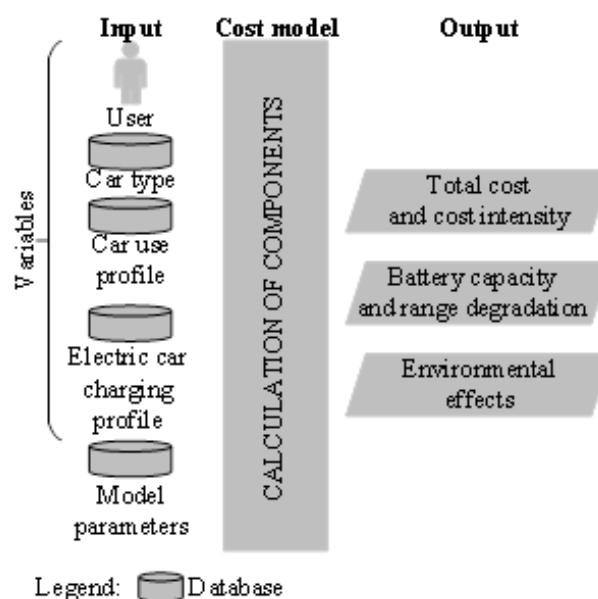 Input
Cost model
Output
Variables
User
Car type
Car use
profile
Electric car
charging
profile
Model
parameters
CALCULATION OF COMPONENTS
Total cost
and cost intensity
Battery capacity
and range degradation
Environmental
effects
Legend:
Database